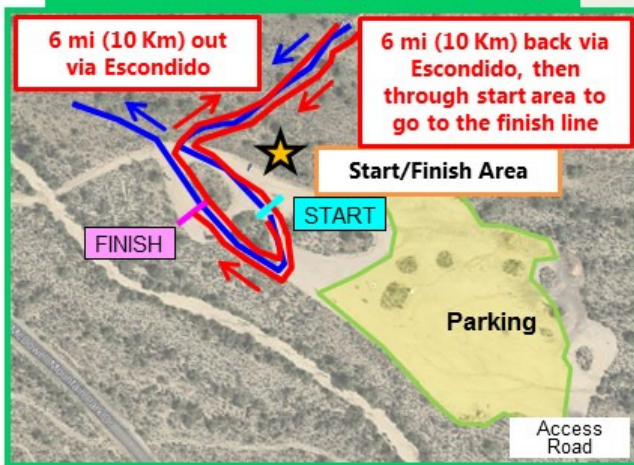 6 mi (10 Km) out
via Escondido
6 mi (10 Km) back via
Escondido, then
through start area to
go to the finish line
Start/Finish Area
START
FINISH
Parking
Access
Road